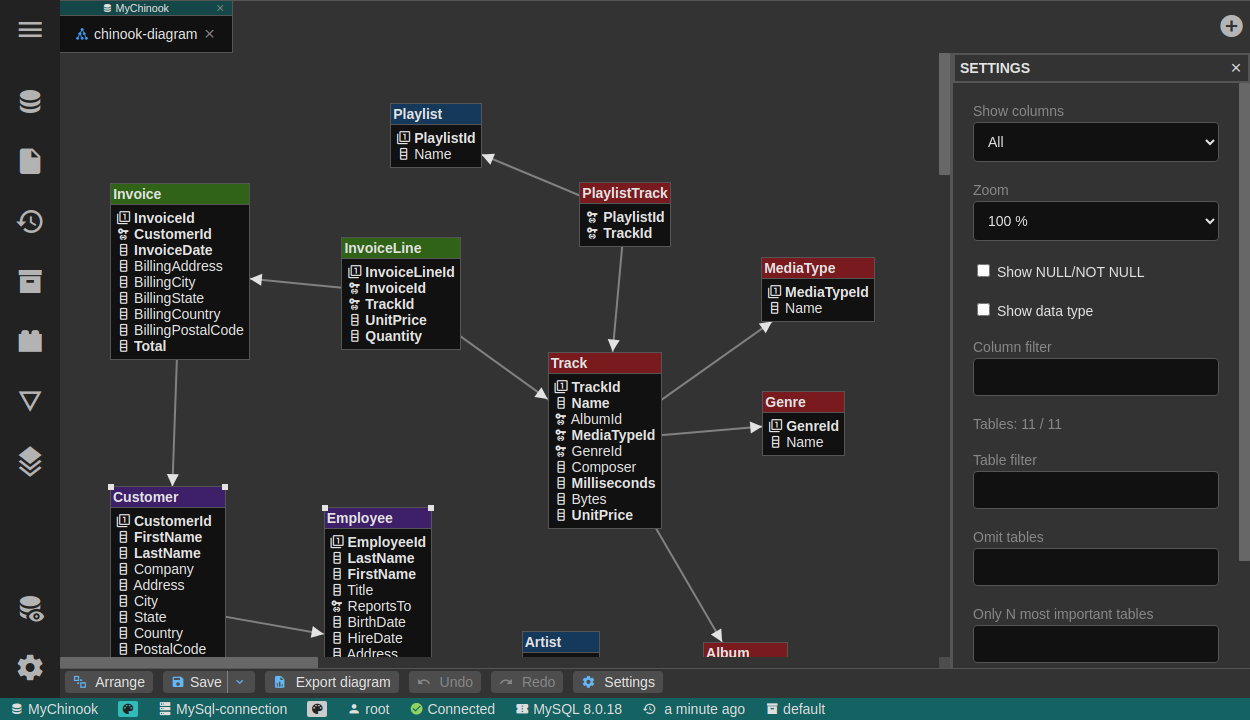 MyChinook
chinook-diagram
SETTINGS
Show columns
All
Zoom
100 %
Show NULL/NOT NULL
Show data type
Column filter
Tables: 11 / 11
Table filter
Omit tables
Only N most important tables
Playlist
PlaylistId
Name
PlaylistTrack
PlaylistId
TrackId
Invoice
InvoiceId
CustomerId
InvoiceDate
BillingAddress
BillingCity
BillingState
BillingCountry
BillingPostalCode
Total
InvoiceLine
InvoiceLineId
InvoiceId
TrackId
UnitPrice
Quantity
MediaType
MediaTypeId
Name
Track
TrackId
Name
AlbumId
MediaTypeId
GenreId
Composer
Milliseconds
Bytes
UnitPrice
Genre
GenreId
Name
Customer
CustomerId
FirstName
LastName
Company
Address
City
State
Country
PostalCode
Employee
EmployeeId
LastName
FirstName
Title
ReportsTo
BirthDate
HireDate
Address
Artist
Album
Arrange
Save
Export diagram
Undo
Redo
Settings
MyChinook
MySql-connection
root
Connected
MySQL 8.0.18
a minute ago
default